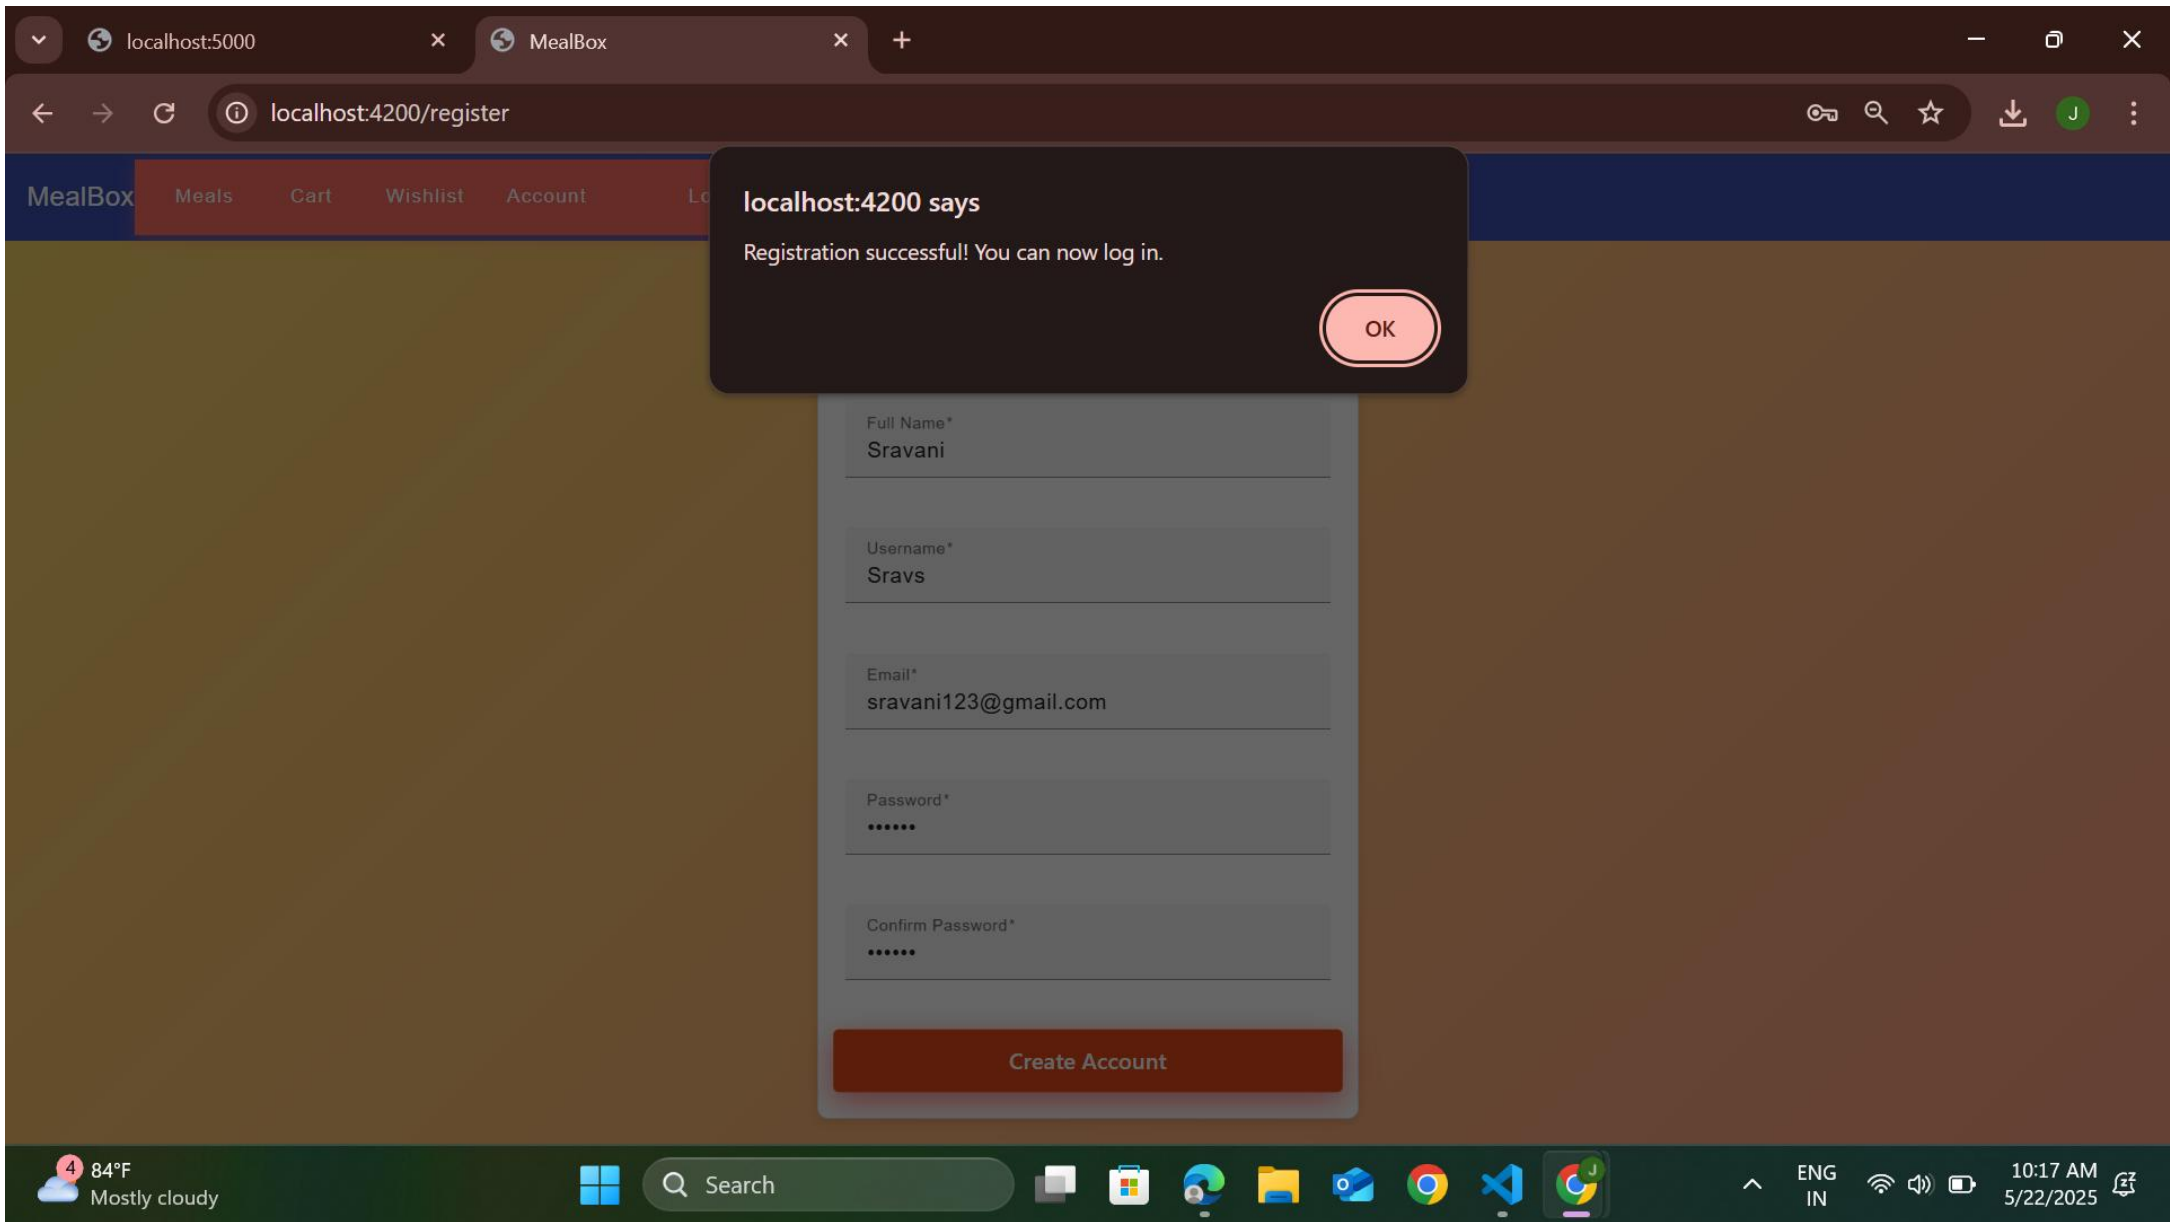 localhost:5000
MealBox
localhost:4200/register
J
MealBox Meals Cart Wishlist Account
localhost:4200 says
Registration successful! You can now log in.
OK
Full Name*
Sravani
Username*
Sravs
Email*
sravani123@gmail.com
Password*
••••••
Confirm Password*
••••••
Create Account
4
84°F
Mostly cloudy
Search
J
ENG
IN
10:17 AM
5/22/2025